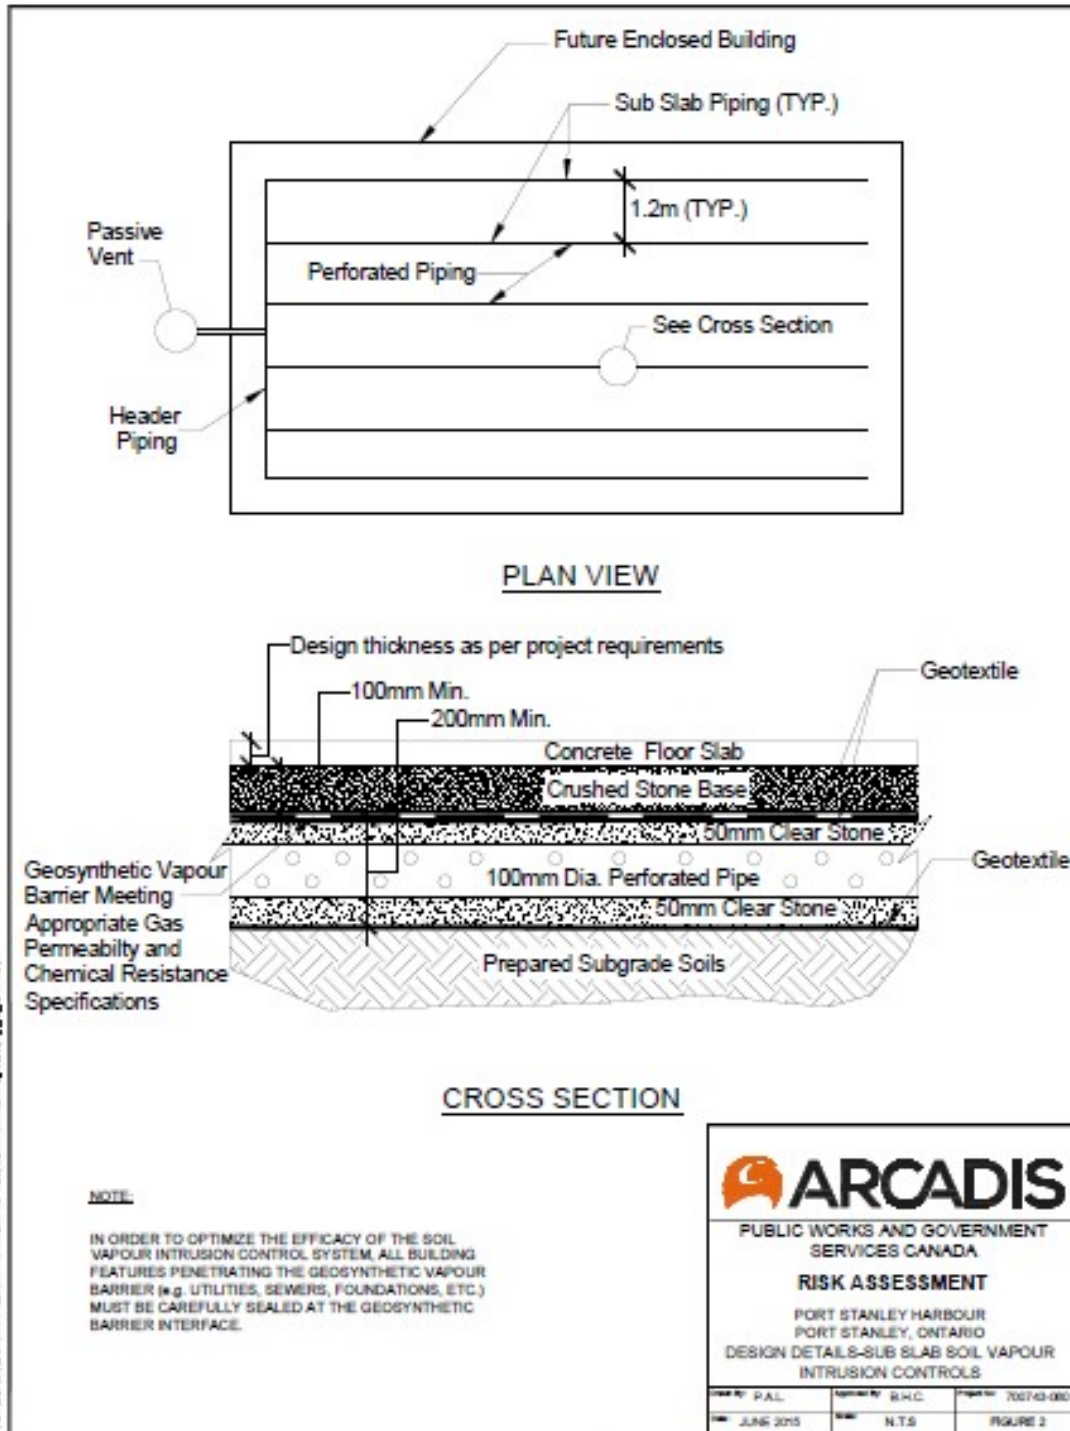 Future Enclosed Building
Sub Slab Piping (TYP.)
1.2m (TYP.)
Passive
Vent
Perforated Piping
See Cross Section
Header
Piping
PLAN VIEW
Design thickness as per project requirements
Geotextile
100mm Min.
200mm Min.
Concrete Floor Slab
Crushed Stone Base
50mm Clear Stone
Geosynthetic Vapour
Barrier Meeting
Appropriate Gas
Permeabilty and
Chemical Resistance
Specifications
Geotextile
100mm Dia. Perforated Pipe
50mm Clear Stone
Prepared Subgrade Soils
CROSS SECTION
NOTE:
IN ORDER TO OPTIMIZE THE EFFICACY OF THE SOIL
VAPOUR INTRUSION CONTROL SYSTEM, ALL BUILDING
FEATURES PENETRATING THE GEOSYNTHETIC VAPOUR
BARRIER (e.g. UTILITIES, SEWERS, FOUNDATIONS, ETC.)
MUST BE CAREFULLY SEALED AT THE GEOSYNTHETIC
BARRIER INTERFACE.
ARCADIS
PUBLIC WORKS AND GOVERNMENT
SERVICES CANADA
RISK ASSESSMENT
PORT STANLEY HARBOUR
PORT STANLEY, ONTARIO
DESIGN DETAILS-SUB SLAB SOIL VAPOUR
INTRUSION CONTROLS
P.A.L. B.H.C.
JUNE 2015 N.T.S FIGURE 2